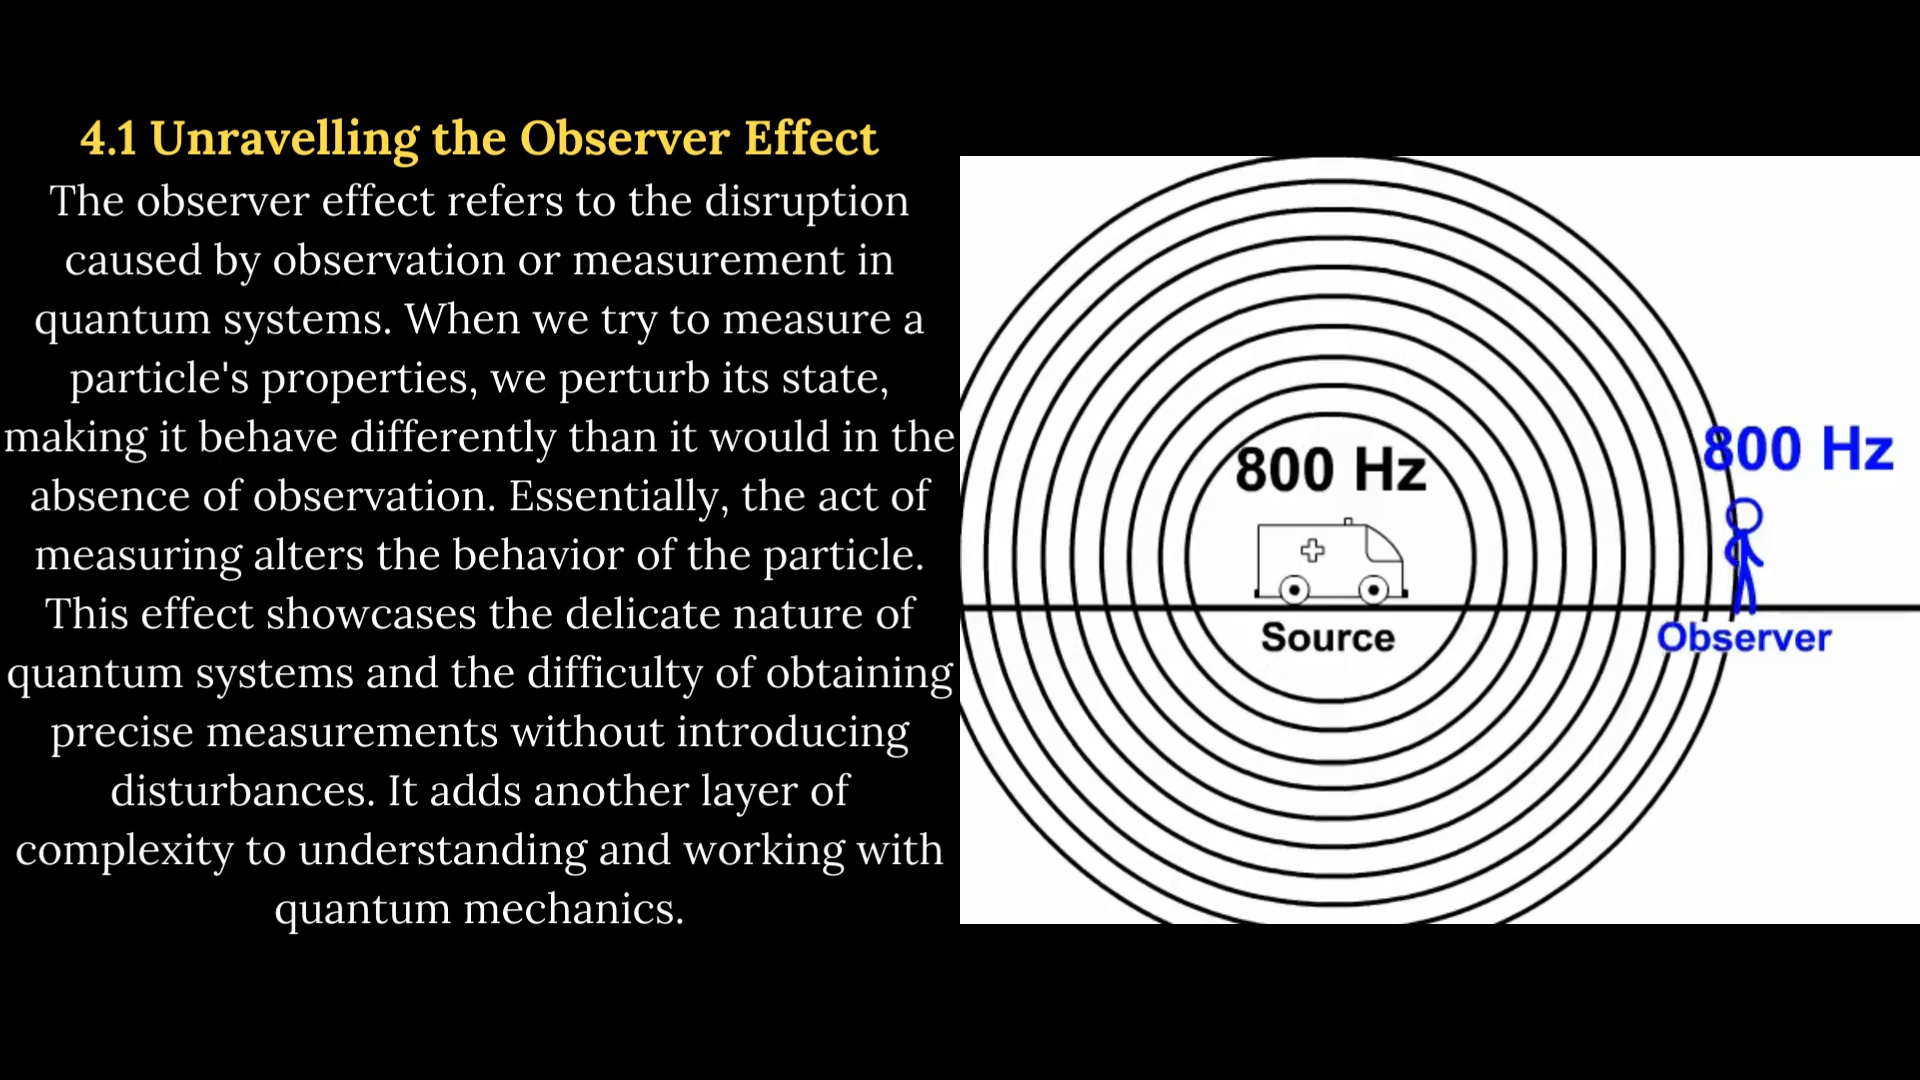 4.1 Unravelling the Observer Effect
The observer effect refers to the disruption
caused by observation or measurement in
quantum systems. When we try to measure a
particle's properties, we perturb its state,
making it behave differently than it would in the
absence of observation. Essentially, the act of
measuring alters the behavior of the particle.
This effect showcases the delicate nature of
quantum systems and the difficulty of obtaining
precise measurements without introducing
disturbances. It adds another layer of
complexity to understanding and working with
quantum mechanics.
800 Hz
800 Hz
Source
Observer